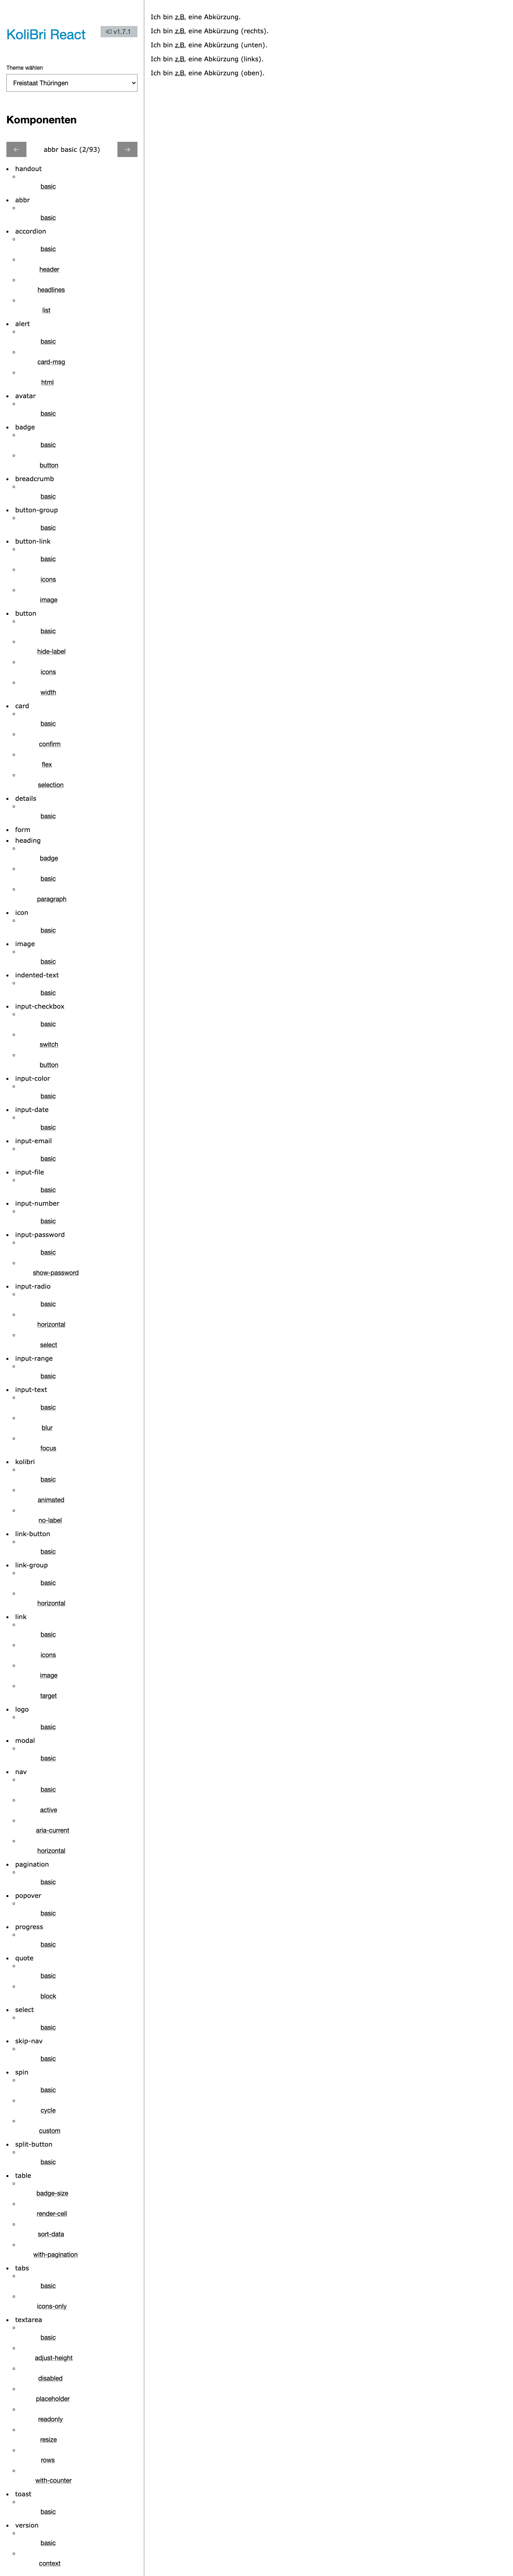 KoliBri React
v1.7.1
Theme wählen
Freistaat Thüringen
Komponenten
← abbr basic (2/93) →
handout
basic
abbr
basic
accordion
basic
header
headlines
list
alert
basic
card-msg
html
avatar
basic
badge
basic
button
breadcrumb
basic
button-group
basic
button-link
basic
icons
image
button
basic
hide-label
icons
width
card
basic
confirm
flex
selection
details
basic
form
heading
badge
basic
paragraph
icon
basic
image
basic
indented-text
basic
input-checkbox
basic
switch
button
input-color
basic
input-date
basic
input-email
basic
input-file
basic
input-number
basic
input-password
basic
show-password
input-radio
basic
horizontal
select
input-range
basic
input-text
basic
blur
focus
kolibri
basic
animated
no-label
link-button
basic
link-group
basic
horizontal
link
basic
icons
image
target
logo
basic
modal
basic
nav
basic
active
aria-current
horizontal
pagination
basic
popover
basic
progress
basic
quote
basic
block
select
basic
skip-nav
basic
spin
basic
cycle
custom
split-button
basic
table
badge-size
render-cell
sort-data
with-pagination
tabs
basic
icons-only
textarea
basic
adjust-height
disabled
placeholder
readonly
resize
rows
with-counter
toast
basic
version
basic
context
Ich bin z.B. eine Abkürzung.
Ich bin z.B. eine Abkürzung (rechts).
Ich bin z.B. eine Abkürzung (unten).
Ich bin z.B. eine Abkürzung (links).
Ich bin z.B. eine Abkürzung (oben).